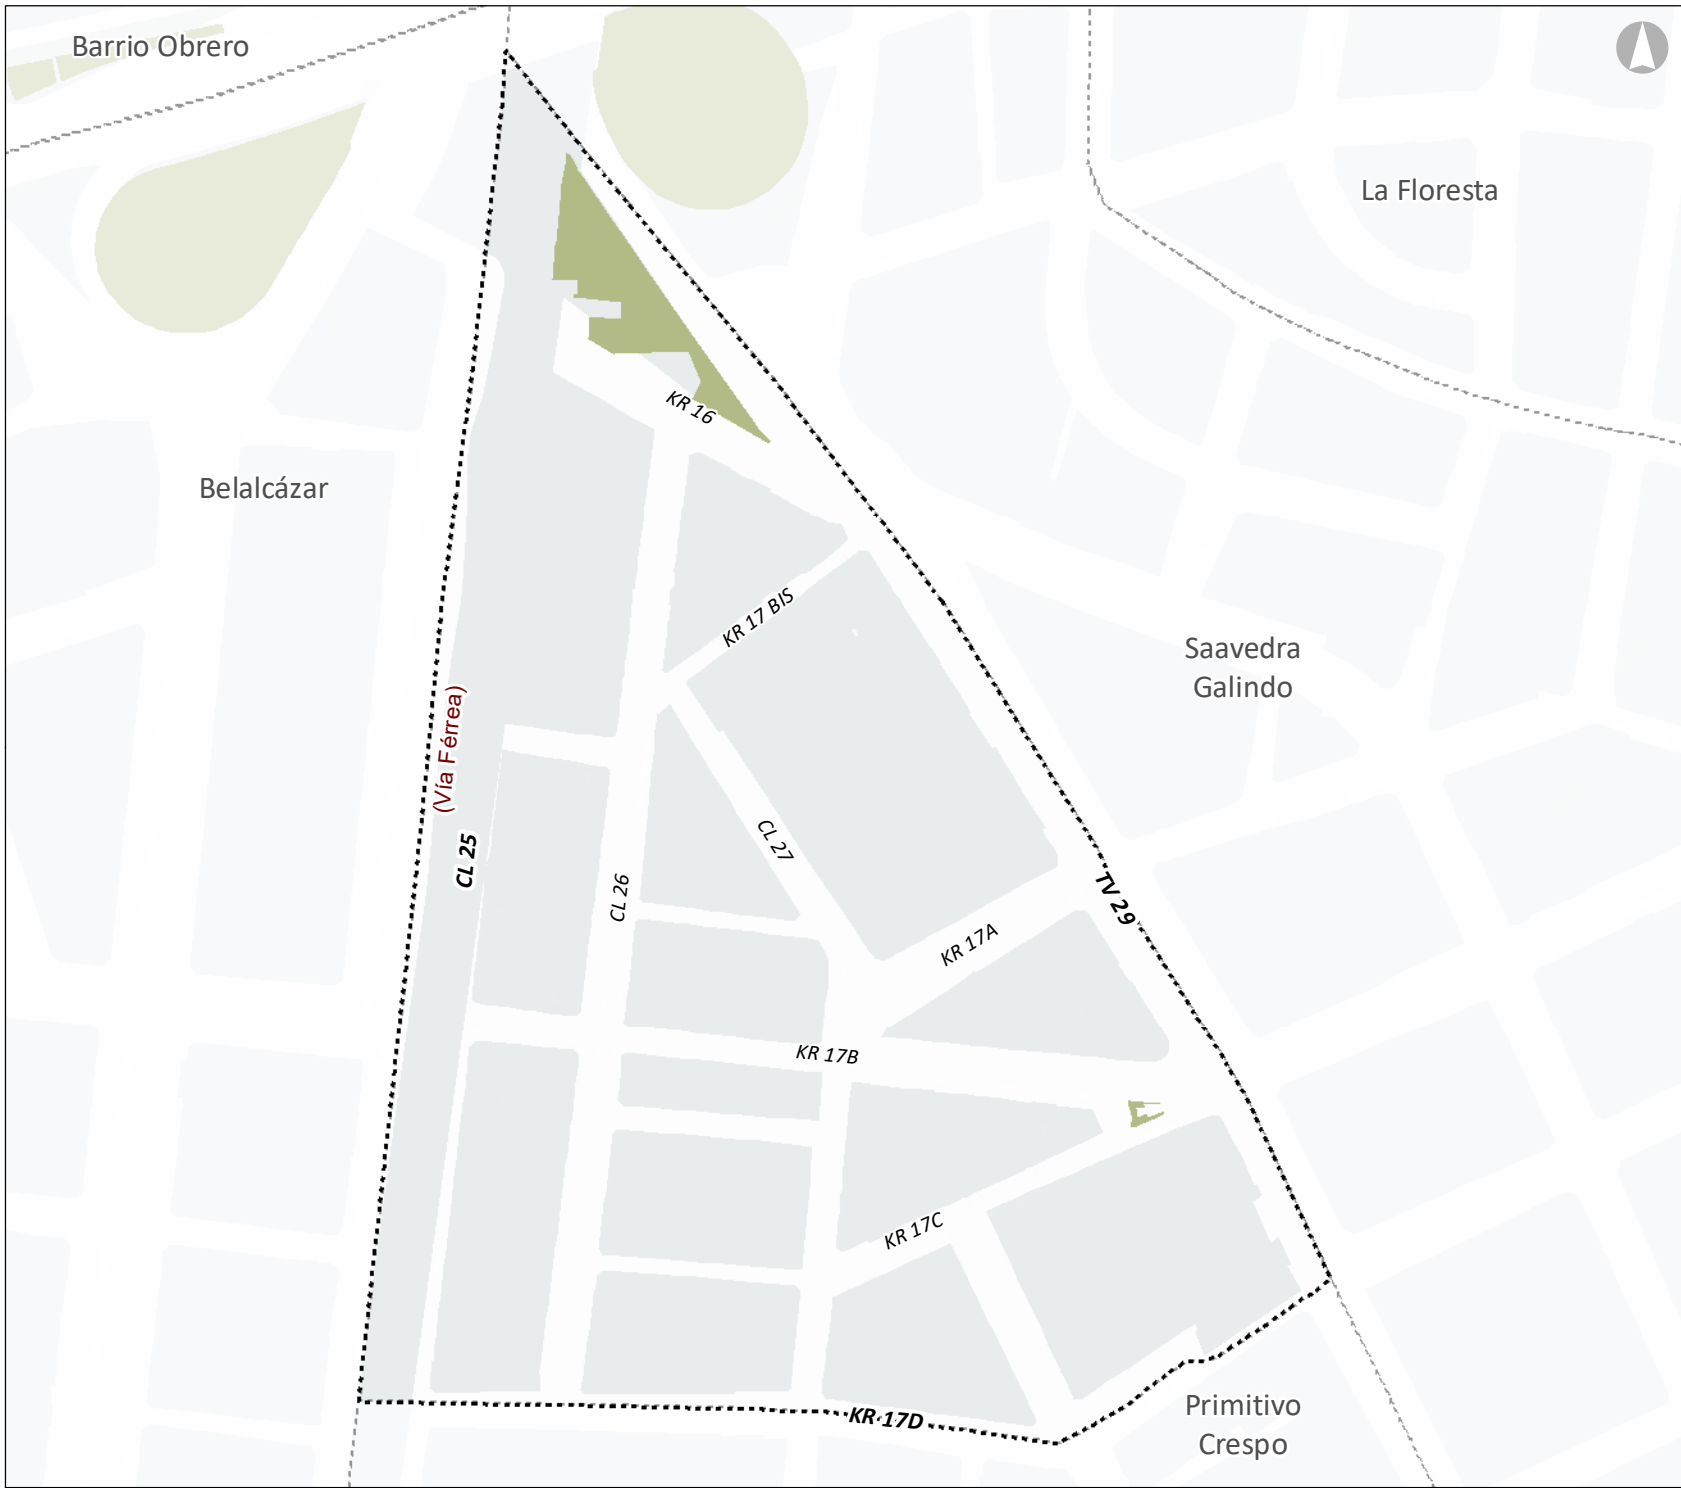 Barrio Obrero
La Floresta
KR 16
Belalcázar
KR 17 BIS
Saavedra
Galindo
(Vía Férrea)
CL 25
CL 27
CL 26
TV 29
KR 17A
KR 17B
KR 17C
KR 17D
Primitivo
Crespo